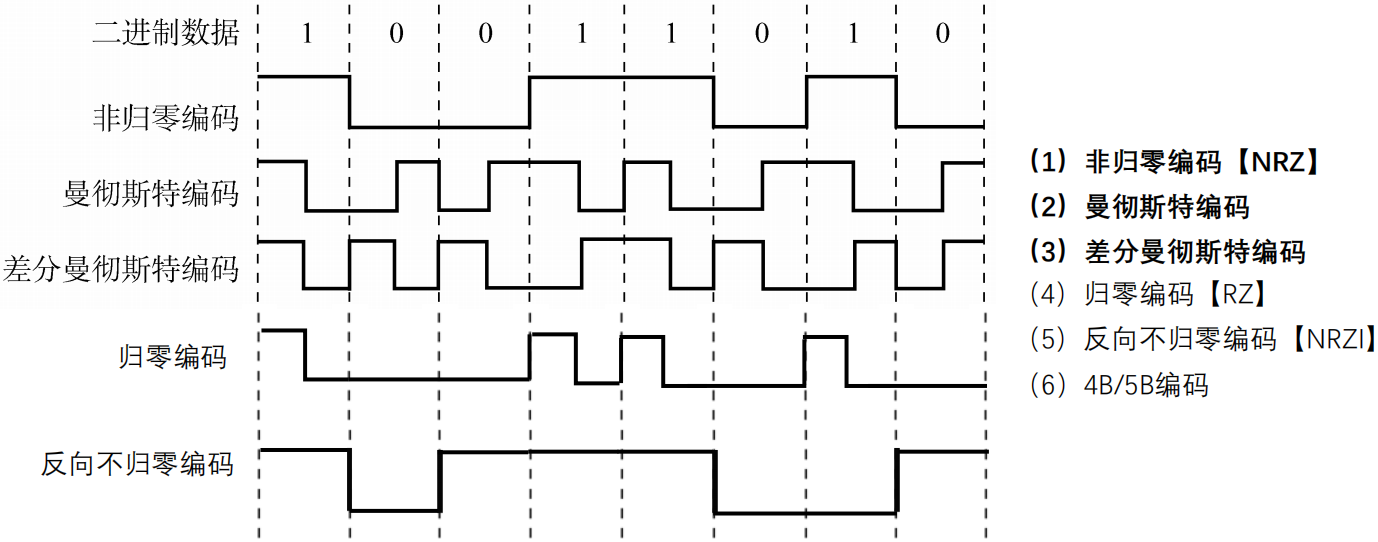 二进制数据 1 0 0 1 1 0 1 0
非归零编码
曼彻斯特编码
差分曼彻斯特编码
归零编码
反向不归零编码
（1）非归零编码【NRZ】
（2）曼彻斯特编码
（3）差分曼彻斯特编码
（4）归零编码【RZ】
（5）反向不归零编码【NRZI】
（6）4B/5B编码